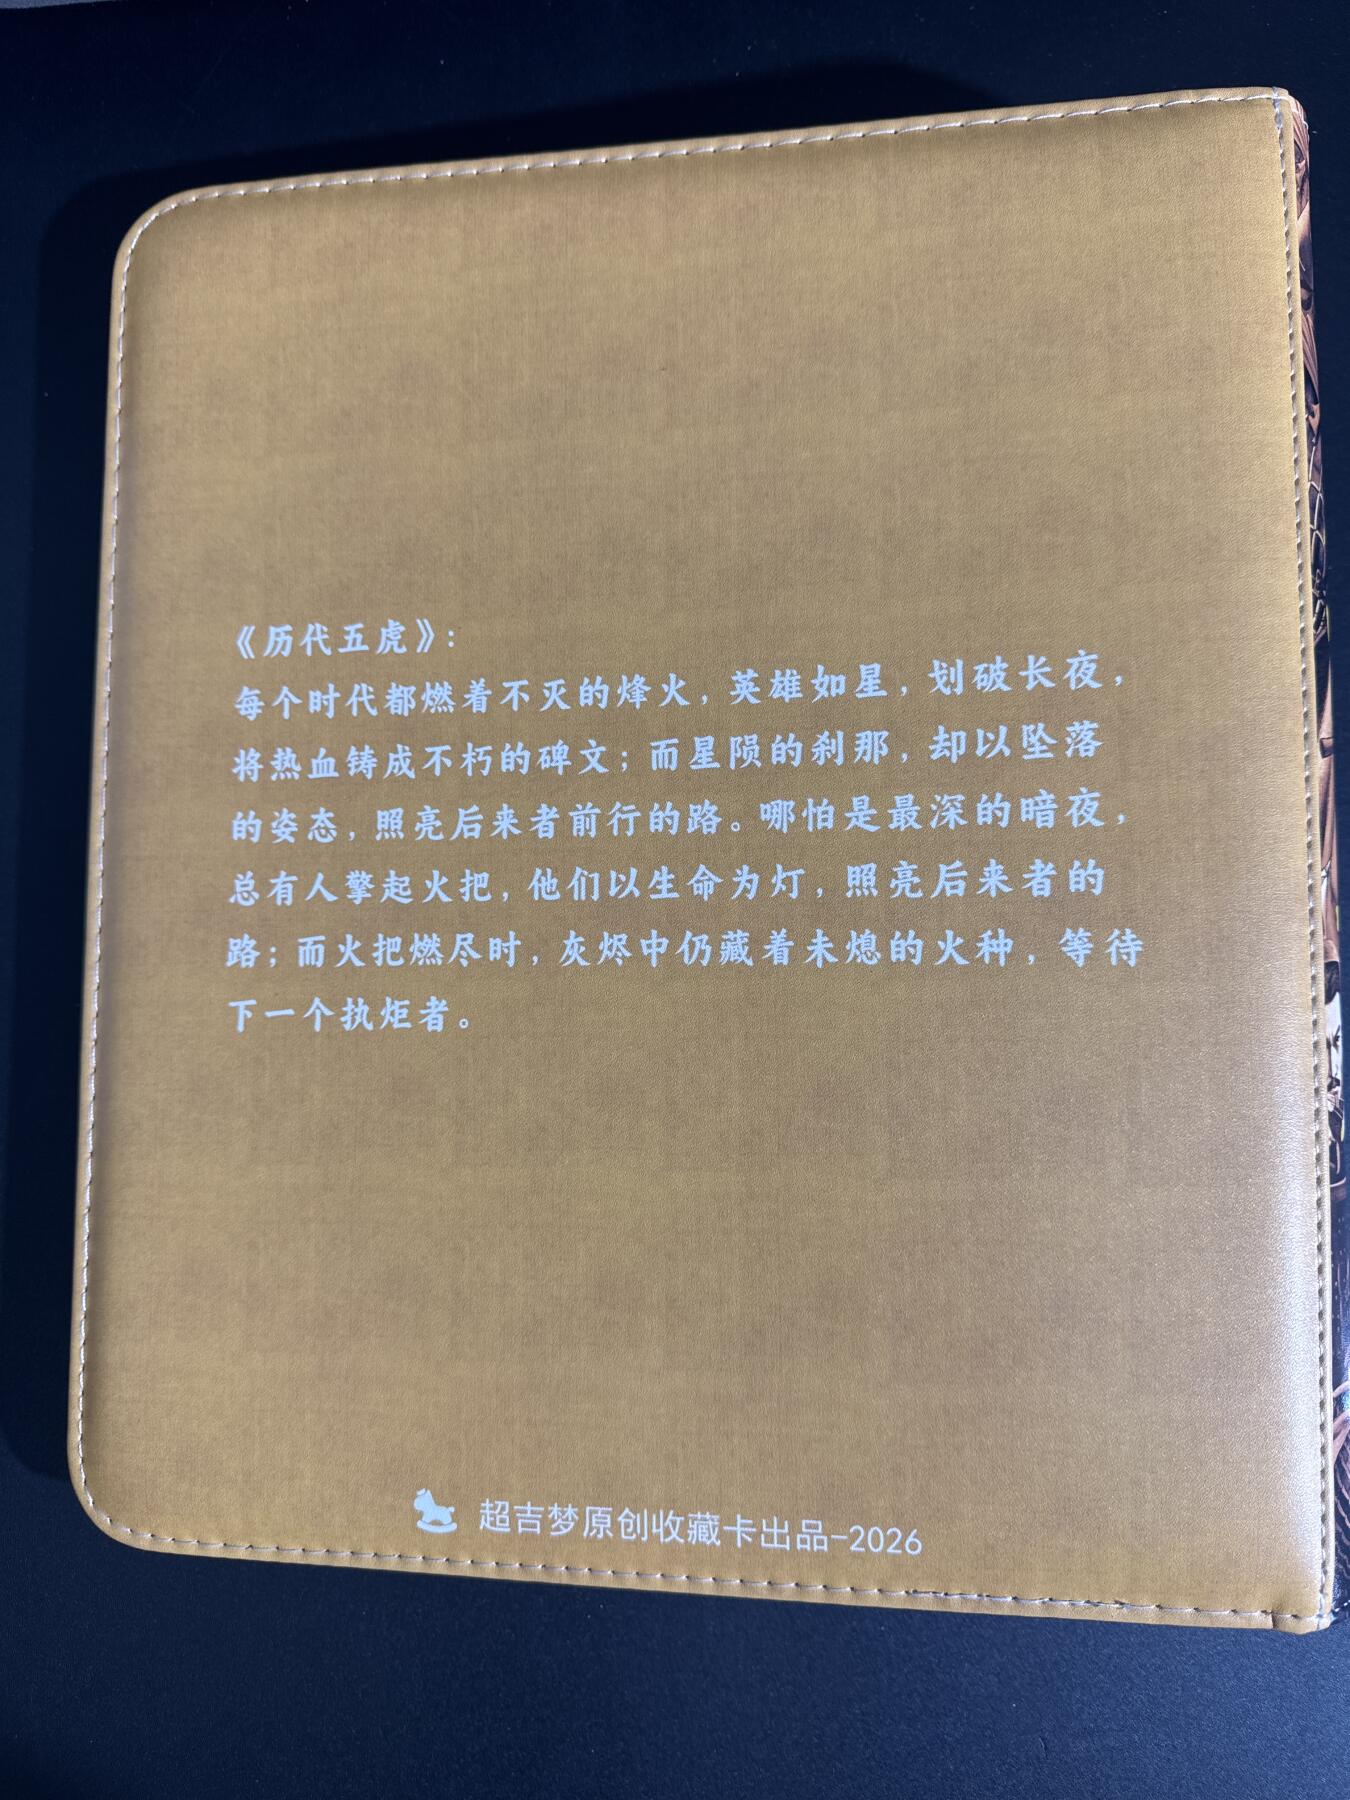 《历代五虎》：
每个时代都燃着不灭的烽火，英雄如星，划破长夜，
将热血铸成不朽的碑文；而星陨的刹那，却以坠落
的姿态，照亮后来者前行的路。哪怕是最深的暗夜，
总有人擎起火把，他们以生命为灯，照亮后来者的
路；而火把燃尽时，灰烬中仍藏着未熄的火种，等待
下一个执炬者。
超吉梦原创收藏卡出品-2026